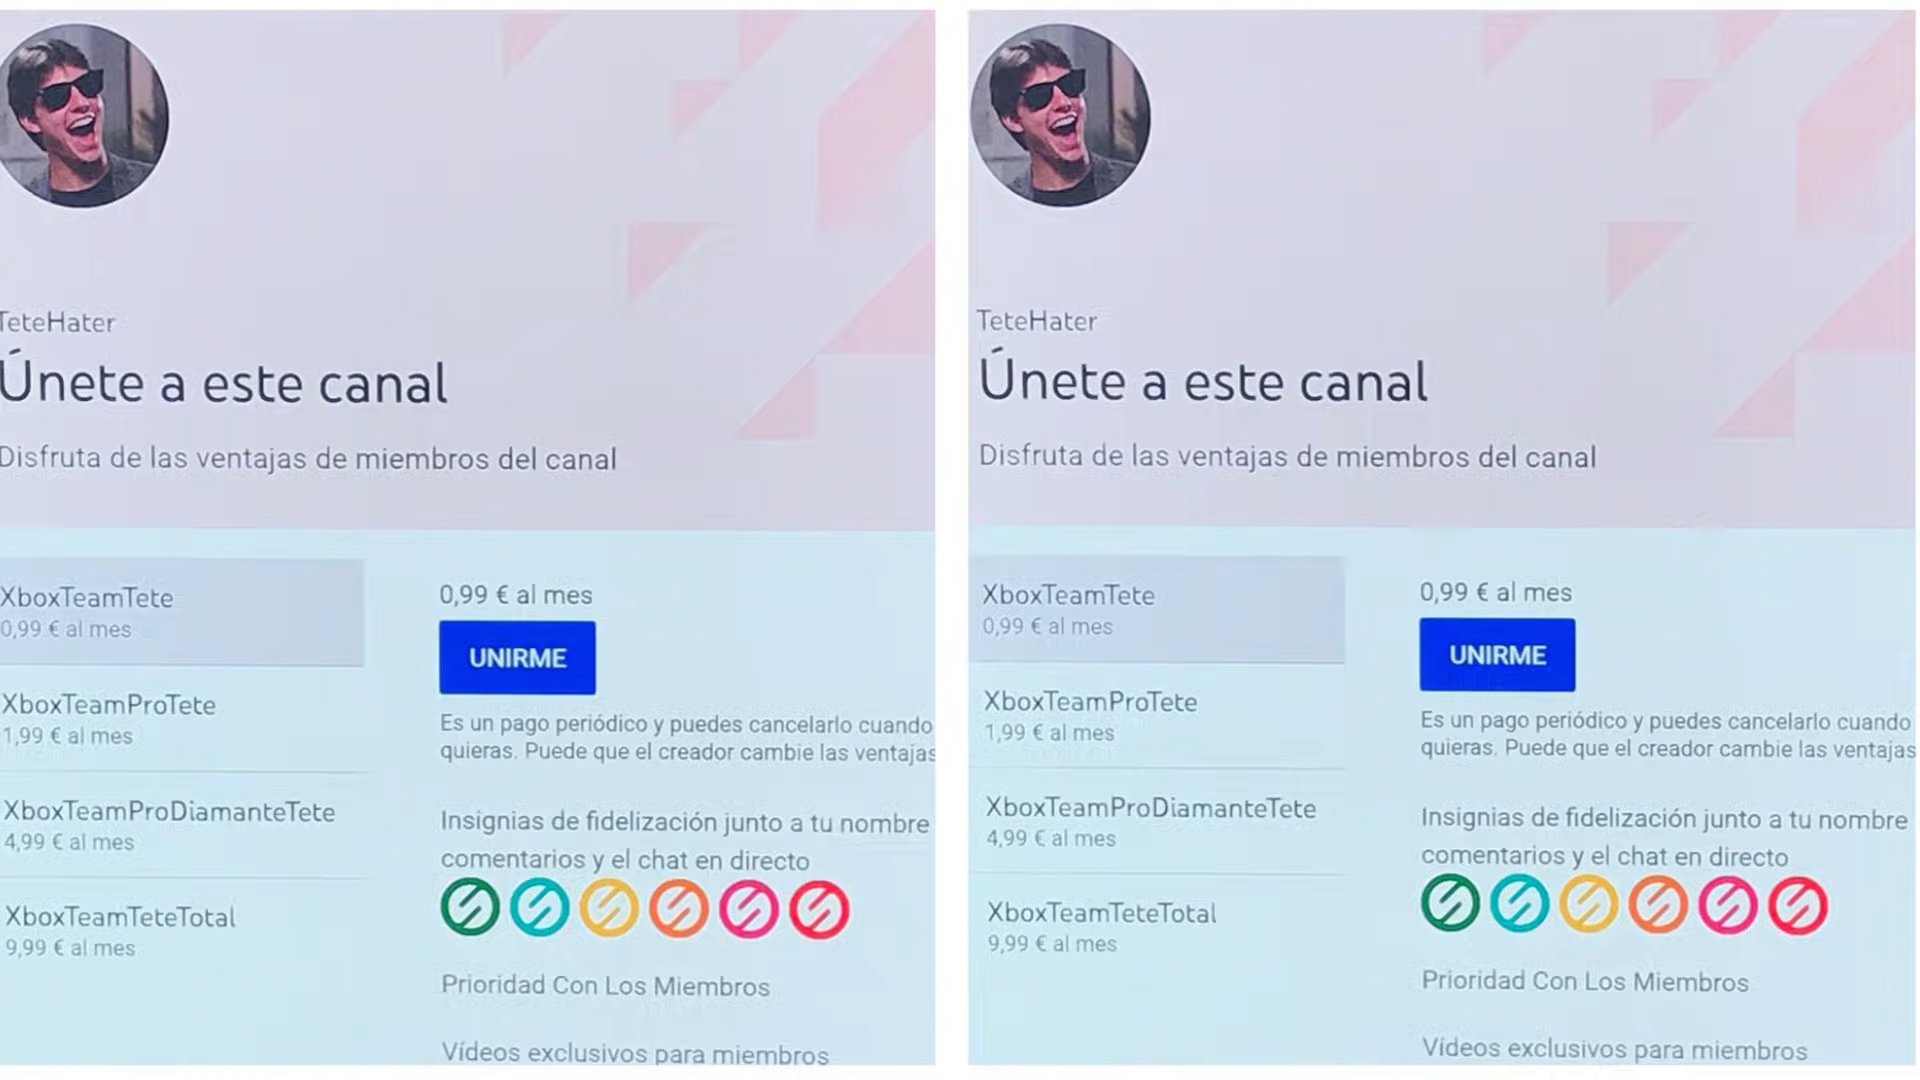 TeteHater
Únete a este canal
Disfruta de las ventajas de miembros del canal
XboxTeamTete
0,99 € al mes
XboxTeamProTete
1,99 € al mes
XboxTeamProDiamanteTete
4,99 € al mes
XboxTeamTeteTotal
9,99 € al mes
0,99 € al mes
UNIRME
Es un pago periódico y puedes cancelarlo cuando
quieras. Puede que el creador cambie las ventajas
Insignias de fidelización junto a tu nombre
comentarios y el chat en directo
Prioridad Con Los Miembros
Vídeos exclusivos para miembros
TeteHater
Únete a este canal
Disfruta de las ventajas de miembros del canal
XboxTeamTete
0,99 € al mes
XboxTeamProTete
1,99 € al mes
XboxTeamProDiamanteTete
4,99 € al mes
XboxTeamTeteTotal
9,99 € al mes
0,99 € al mes
UNIRME
Es un pago periódico y puedes cancelarlo cuando
quieras. Puede que el creador cambie las ventajas
Insignias de fidelización junto a tu nombre
comentarios y el chat en directo
Prioridad Con Los Miembros
Vídeos exclusivos para miembros